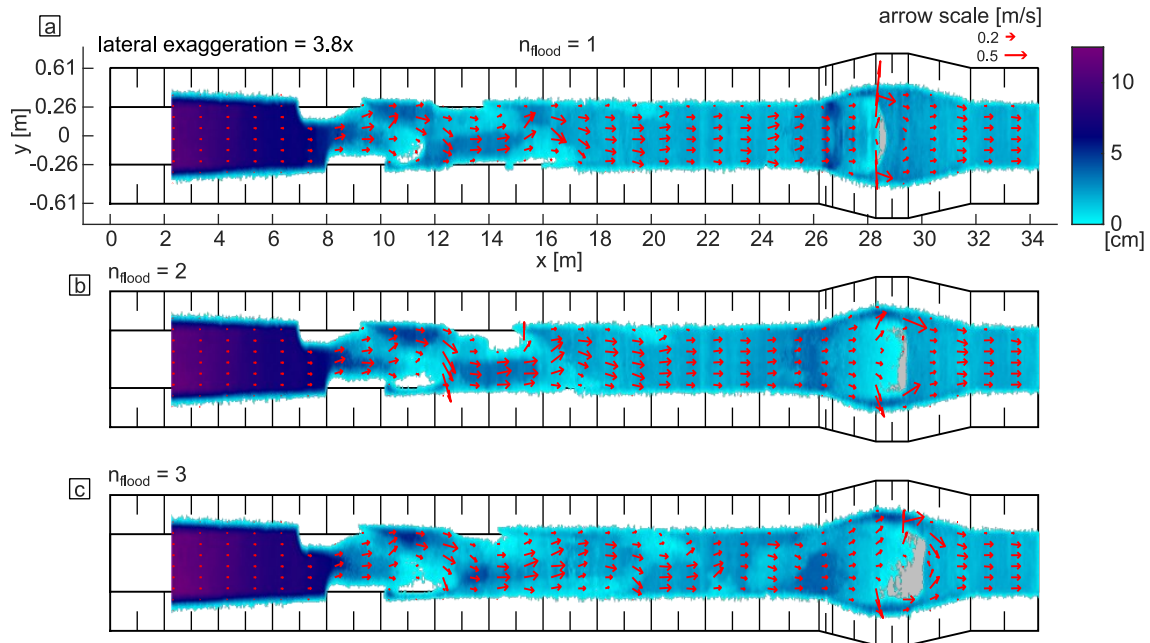 a
lateral exaggeration = 3.8x
n_flood = 1
arrow scale [m/s]
0.2
0.5
0.61
0.26
0
-0.26
-0.61
y [m]
10
5
0
[cm]
0 2 4 6 8 10 12 14 16 18 20 22 24 26 28 30 32 34
x [m]
b
n_flood = 2
c
n_flood = 3